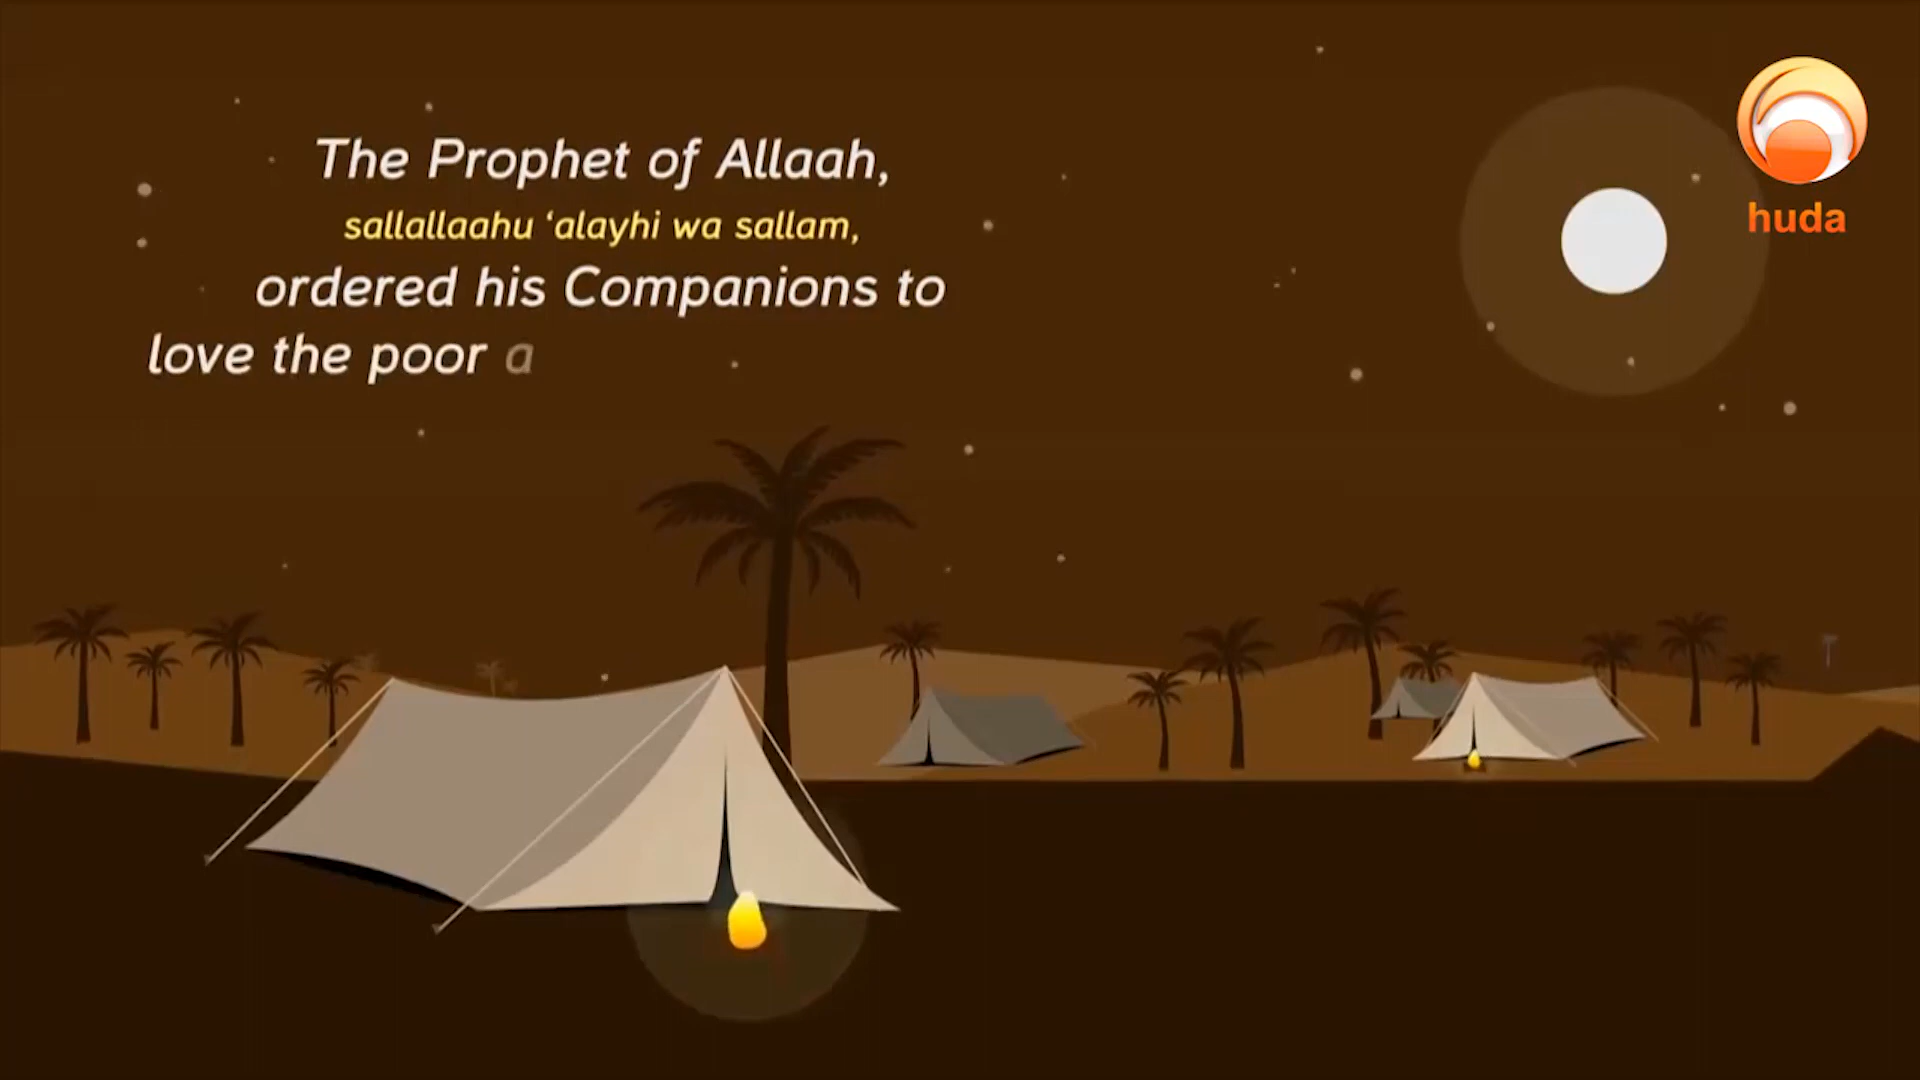 The Prophet of Allaah,
sallallaahu ‘alayhi wa sallam,
ordered his Companions to
love the poor a
huda